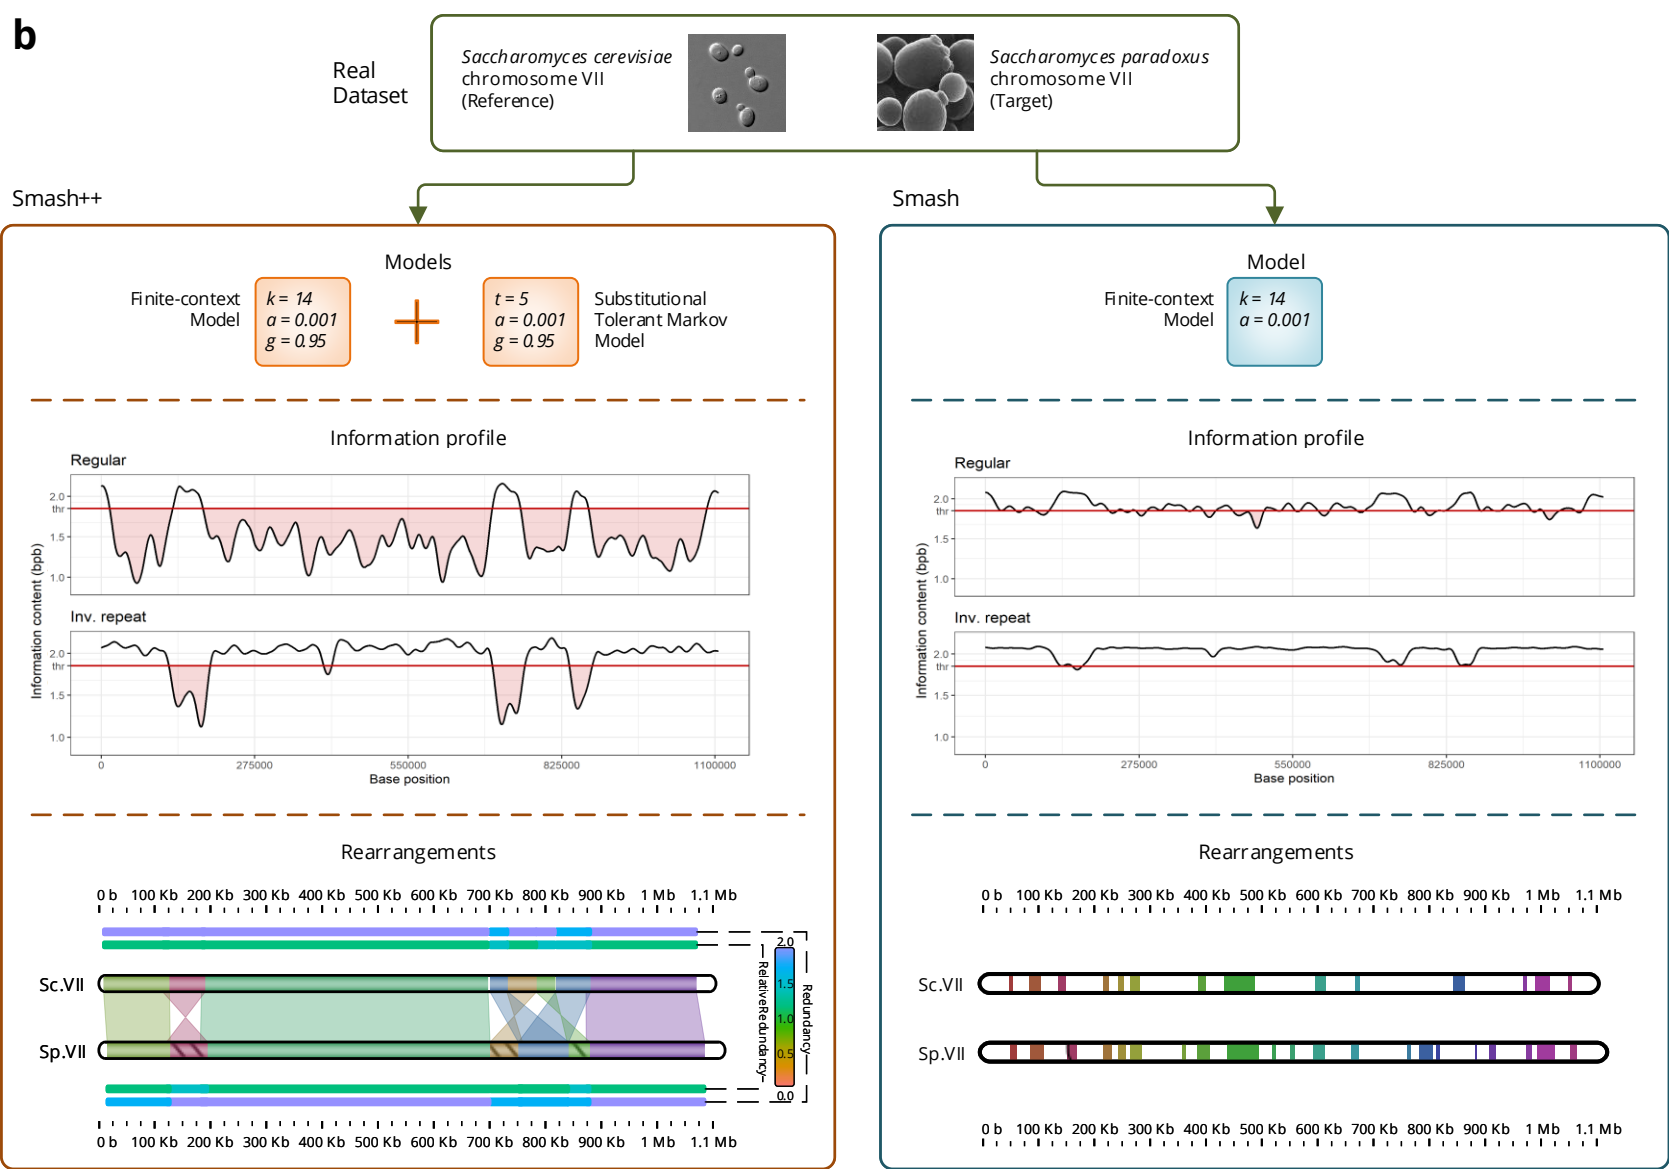 b
Real
Dataset
Saccharomyces cerevisiae
chromosome VII
(Reference)
Saccharomyces paradoxus
chromosome VII
(Target)
Smash++
Models
Finite-context
Model
k = 14
a = 0.001
g = 0.95
t = 5
a = 0.001
g = 0.95
Substitutional
Tolerant Markov
Model
Information profile
Regular
2.0
thr
1.5
1.0
Inv. repeat
2.0
thr
1.5
1.0
Information content (bpb)
0 275000 550000 825000 1100000
Base position
Rearrangements
0 b 100 Kb 200 Kb 300 Kb 400 Kb 500 Kb 600 Kb 700 Kb 800 Kb 900 Kb 1 Mb 1.1 Mb
Sc.VII
Sp.VII
2.0
1.5
1.0
0.5
0.0
Relative Redundancy
Redundancy
0 b 100 Kb 200 Kb 300 Kb 400 Kb 500 Kb 600 Kb 700 Kb 800 Kb 900 Kb 1 Mb 1.1 Mb
Smash
Model
Finite-context
Model
k = 14
a = 0.001
Information profile
Regular
2.0
thr
1.5
1.0
Inv. repeat
2.0
thr
1.5
1.0
Information content (bpb)
0 275000 550000 825000 1100000
Base position
Rearrangements
0 b 100 Kb 200 Kb 300 Kb 400 Kb 500 Kb 600 Kb 700 Kb 800 Kb 900 Kb 1 Mb 1.1 Mb
Sc.VII
Sp.VII
0 b 100 Kb 200 Kb 300 Kb 400 Kb 500 Kb 600 Kb 700 Kb 800 Kb 900 Kb 1 Mb 1.1 Mb